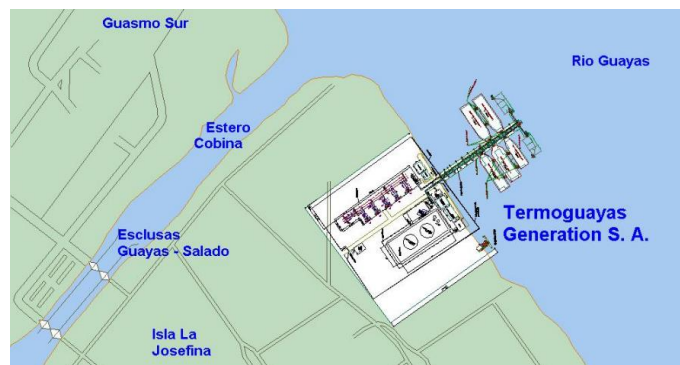 Guasmo Sur
Rio Guayas
Estero
Cobina
Termoguayas
Generation S. A.
Esclusas
Guayas - Salado
Isla La
Josefina